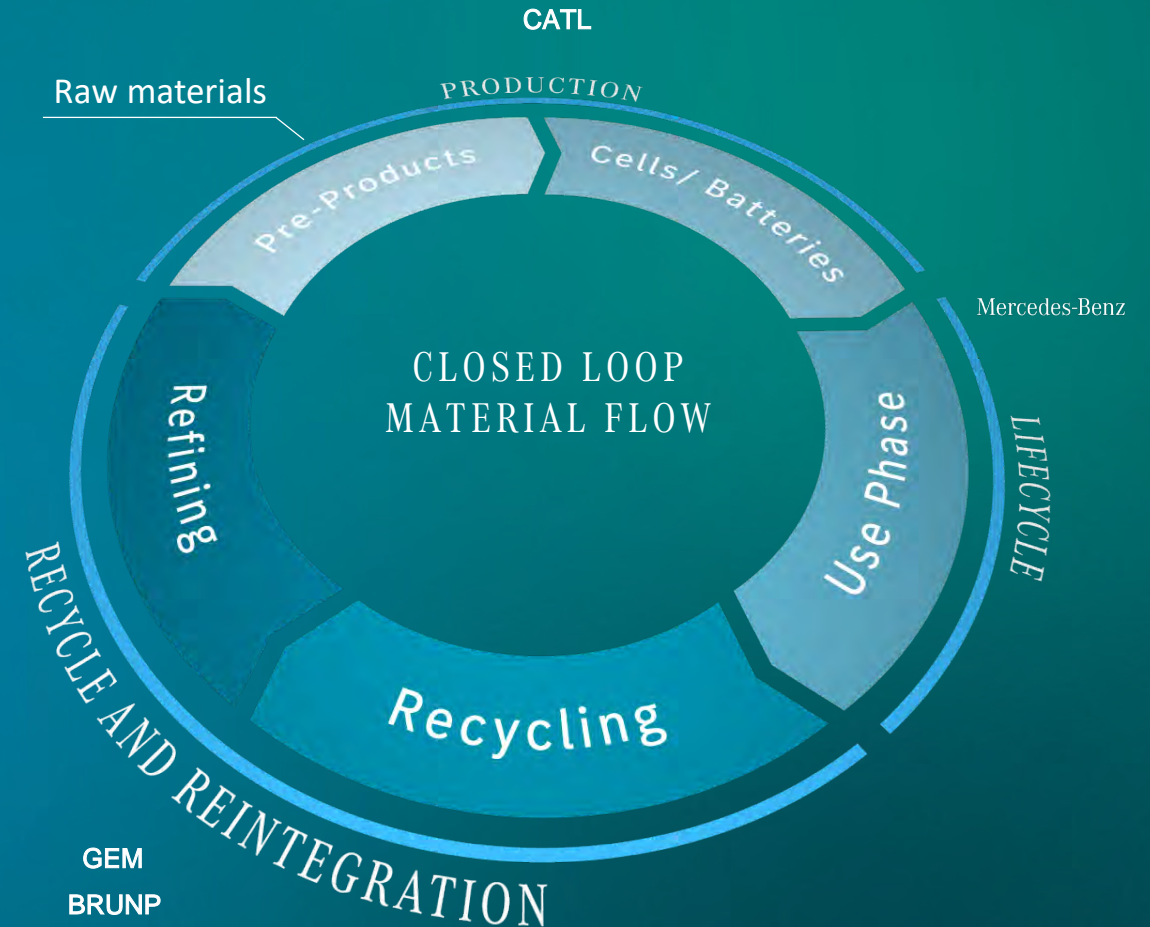 CATL
Raw materials
PRODUCTION
Pre-Products
Cells/ Batteries
Mercedes-Benz
CLOSED LOOP
MATERIAL FLOW
Refining
Use Phase
LIFECYCLE
Recycling
RECYCLE AND REINTEGRATION
GEM
BRUNP